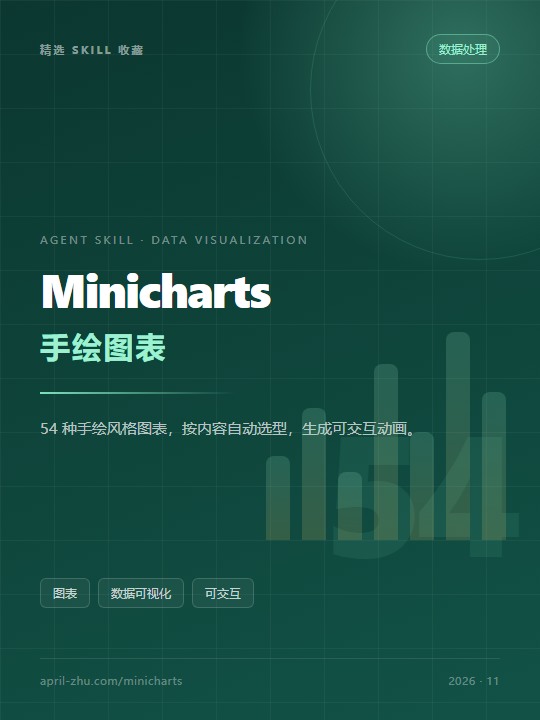 精选 SKILL 收藏
数据处理
AGENT SKILL · DATA VISUALIZATION
Minicharts
手绘图表
54 种手绘风格图表，按内容自动选型，生成可交互动画。
54
图表
数据可视化
可交互
april-zhu.com/minicharts
2026 · 11